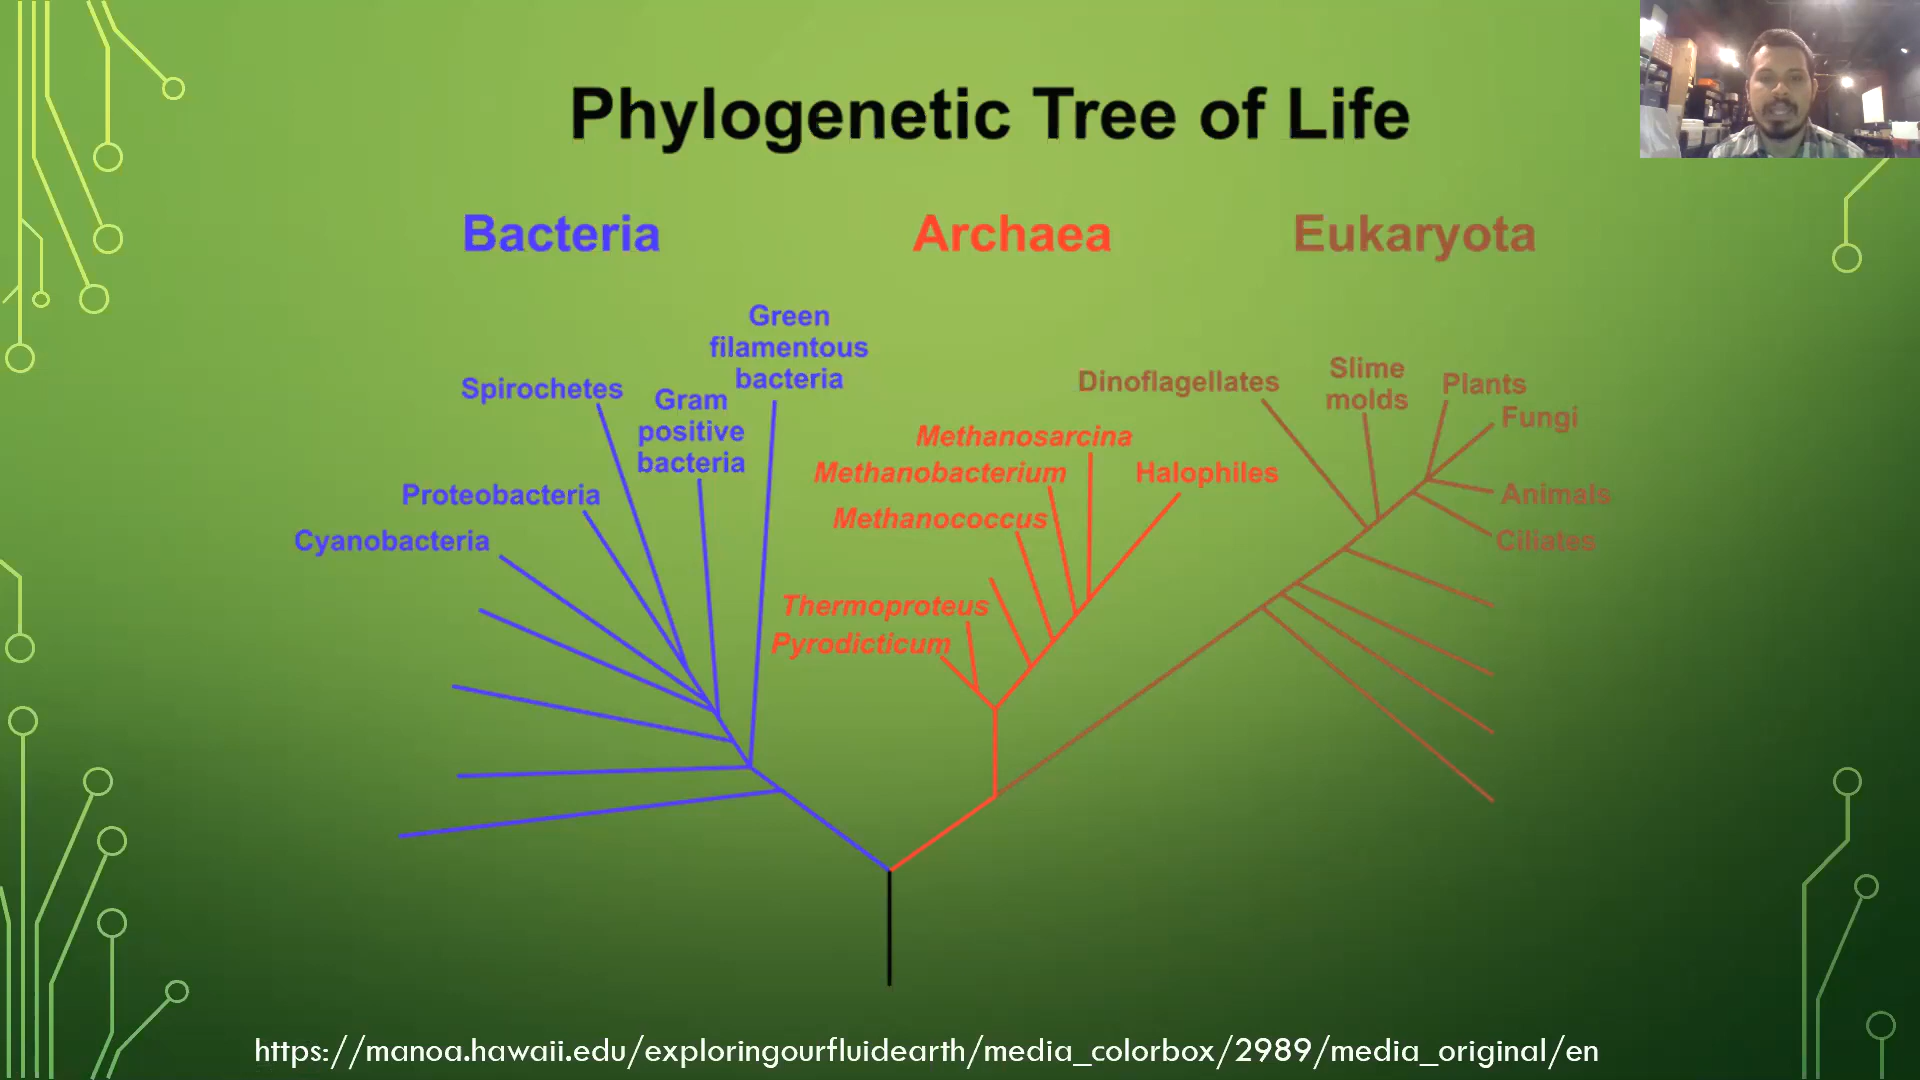 Phylogenetic Tree of Life
Bacteria
Archaea
Eukaryota
Green
filamentous
bacteria
Spirochetes
Gram
positive
bacteria
Proteobacteria
Cyanobacteria
Methanosarcina
Methanobacterium
Halophiles
Methanococcus
Thermoproteus
Pyrodicticum
Dinoflagellates
Slime
molds
Plants
Fungi
Animals
Ciliates
https://manoa.hawaii.edu/exploringourfluidearth/media_colorbox/2989/media_original/en